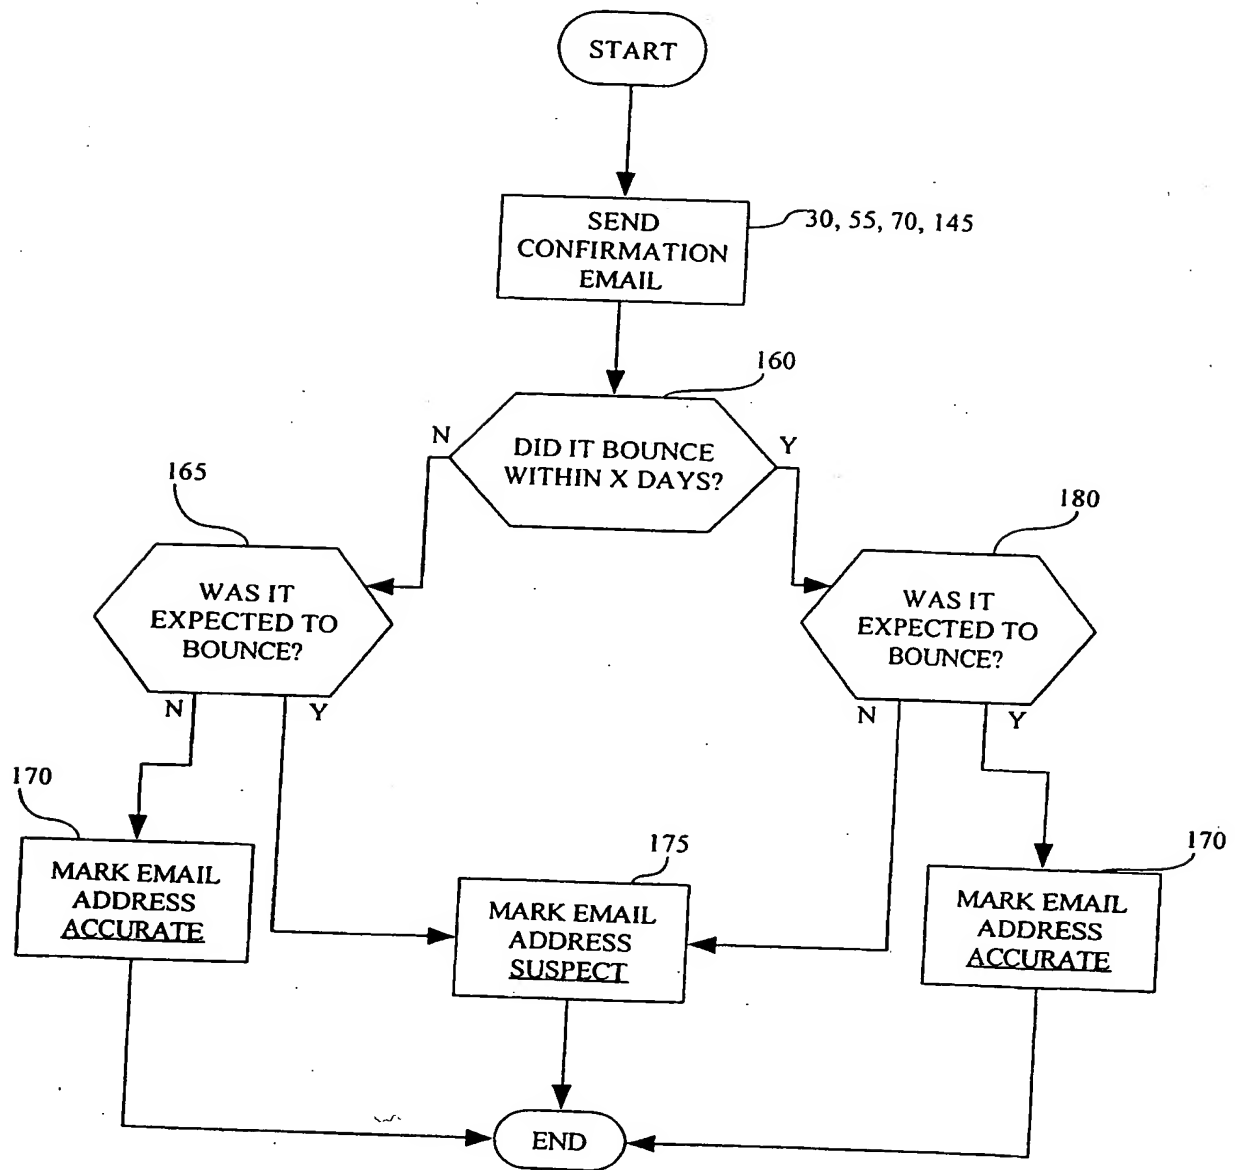 START
SEND
CONFIRMATION
EMAIL
30, 55, 70, 145
160
DID IT BOUNCE
WITHIN X DAYS?
N
Y
165
WAS IT
EXPECTED TO
BOUNCE?
N
Y
180
WAS IT
EXPECTED TO
BOUNCE?
N
Y
170
MARK EMAIL
ADDRESS
ACCURATE
175
MARK EMAIL
ADDRESS
SUSPECT
170
MARK EMAIL
ADDRESS
ACCURATE
END